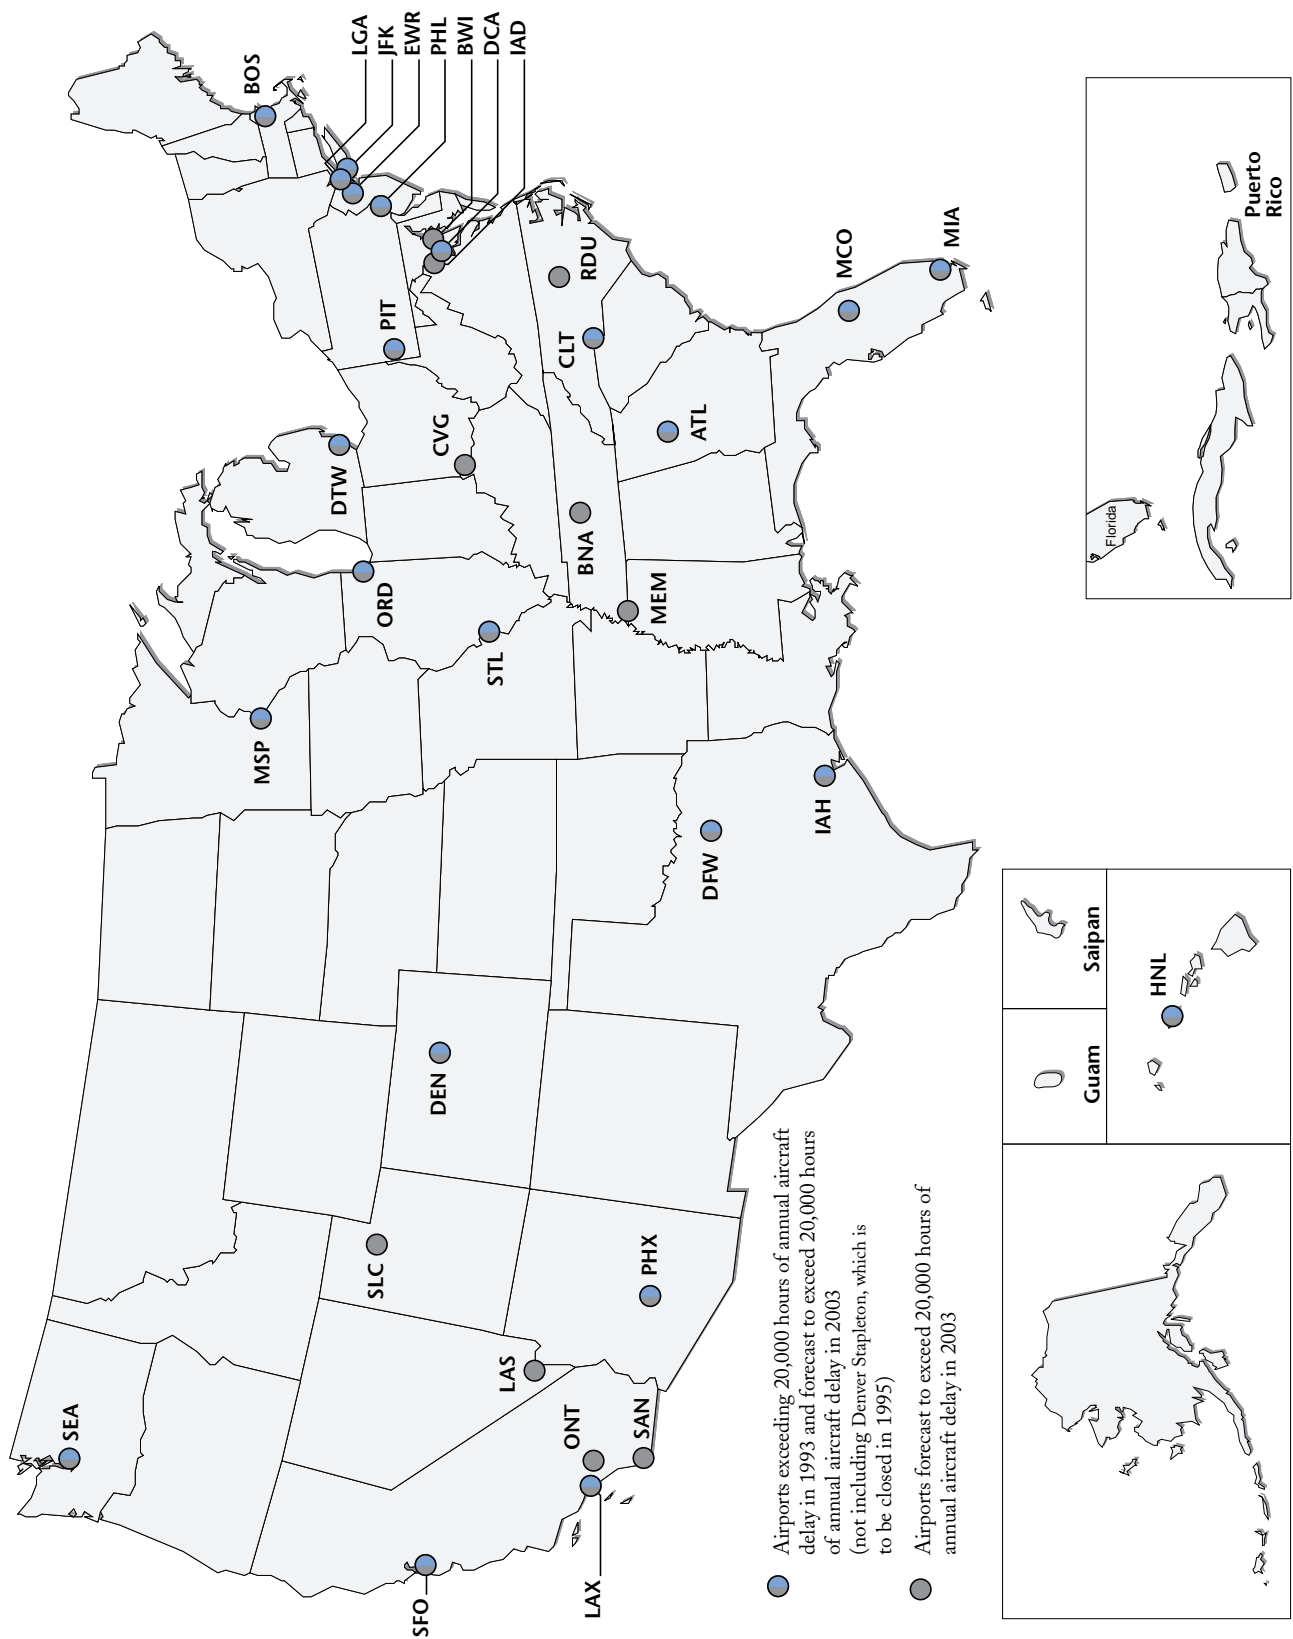 SEA
SFO
LAX
ONT
SAN
LAS
SLC
PHX
DEN
DFW
IAH
MSP
STL
ORD
MEM
BNA
DTW
CVG
ATL
PIT
CLT
RDU
MCO
MIA
BOS
LGA
JFK
EWR
PHL
BWI
DCA
IAD
Airports exceeding 20,000 hours of annual aircraft
delay in 1993 and forecast to exceed 20,000 hours
of annual aircraft delay in 2003
(not including Denver Stapleton, which is
to be closed in 1995)
Airports forecast to exceed 20,000 hours of
annual aircraft delay in 2003
Guam
Saipan
HNL
Florida
Puerto
Rico